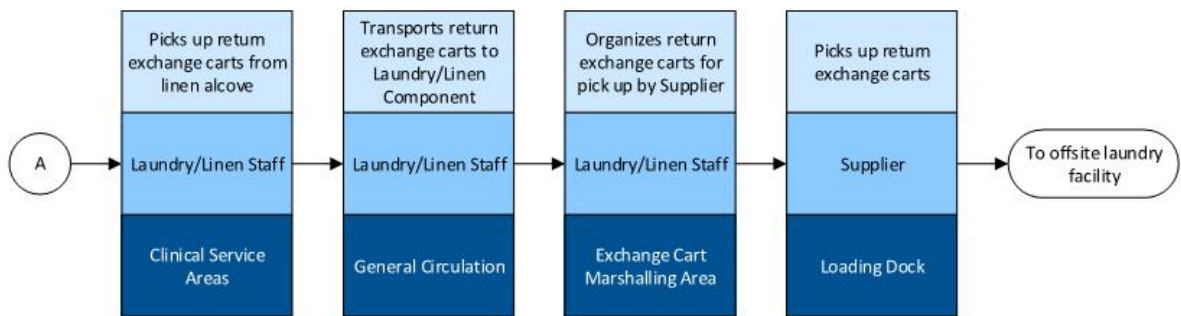 A
Picks up return
exchange carts from
linen alcove
Laundry/Linen Staff
Clinical Service
Areas
Transports return
exchange carts to
Laundry/Linen
Component
Laundry/Linen Staff
General Circulation
Organizes return
exchange carts for
pick up by Supplier
Laundry/Linen Staff
Exchange Cart
Marshalling Area
Picks up return
exchange carts
Supplier
Loading Dock
To offsite laundry
facility